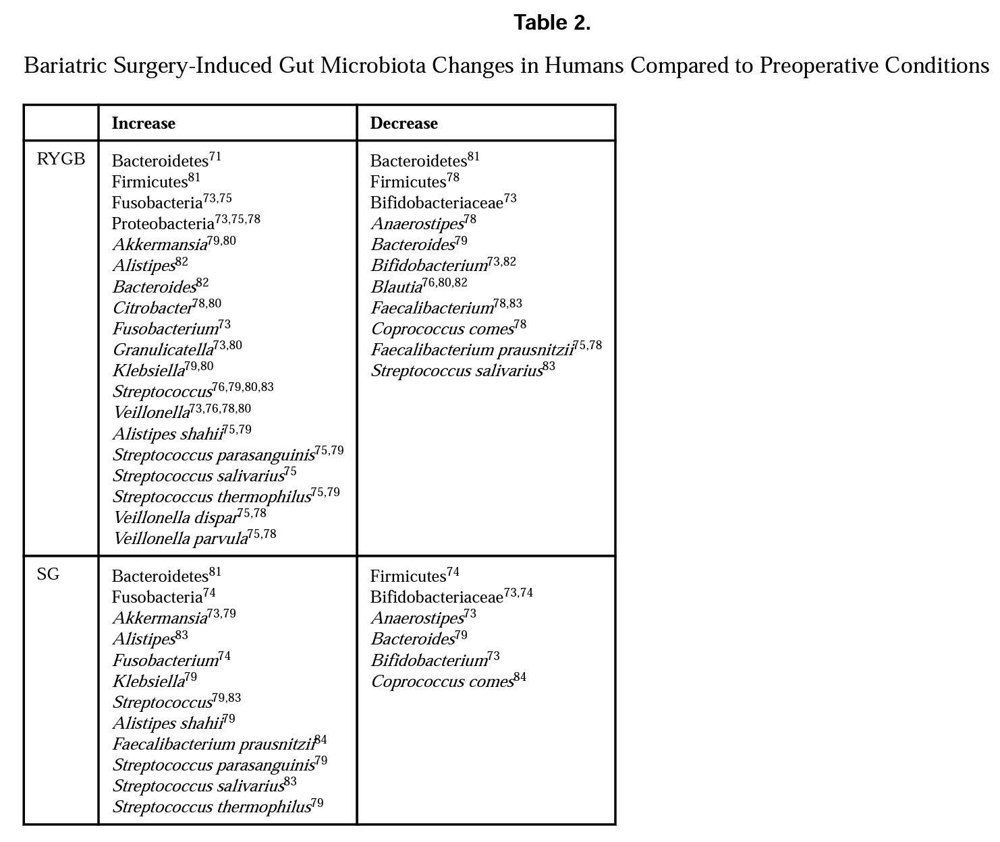 Table 2.
Bariatric Surgery-Induced Gut Microbiota Changes in Humans Compared to Preoperative Conditions
Increase Decrease
RYGB Bacteroidetes71 Bacteroidetes81
Firmicutes81 Firmicutes78
Fusobacteria73,75 Bifidobacteriaceae73
Proteobacteria73,75,78 Anaerostipes78
Akkermansia79,80 Bacteroides79
Alistipes82 Bifidobacterium73,82
Bacteroides82 Blautia76,80,82
Citrobacter78,80 Faecalibacterium78,83
Fusobacterium73 Coprococcus comes78
Granulicatella73,80 Faecalibacterium prausnitzii75,78
Klebsiella79,80 Streptococcus salivarius83
Streptococcus76,79,80,83
Veillonella73,76,78,80
Alistipes shahii75,79
Streptococcus parasanguinis75,79
Streptococcus salivarius75
Streptococcus thermophilus75,79
Veillonella dispar75,78
Veillonella parvula75,78
SG Bacteroidetes81 Firmicutes74
Fusobacteria74 Bifidobacteriaceae73,74
Akkermansia73,79 Anaerostipes73
Alistipes83 Bacteroides79
Fusobacterium74 Bifidobacterium73
Klebsiella79 Coprococcus comes84
Streptococcus79,83
Alistipes shahii79
Faecalibacterium prausnitzii84
Streptococcus parasanguinis79
Streptococcus salivarius83
Streptococcus thermophilus79